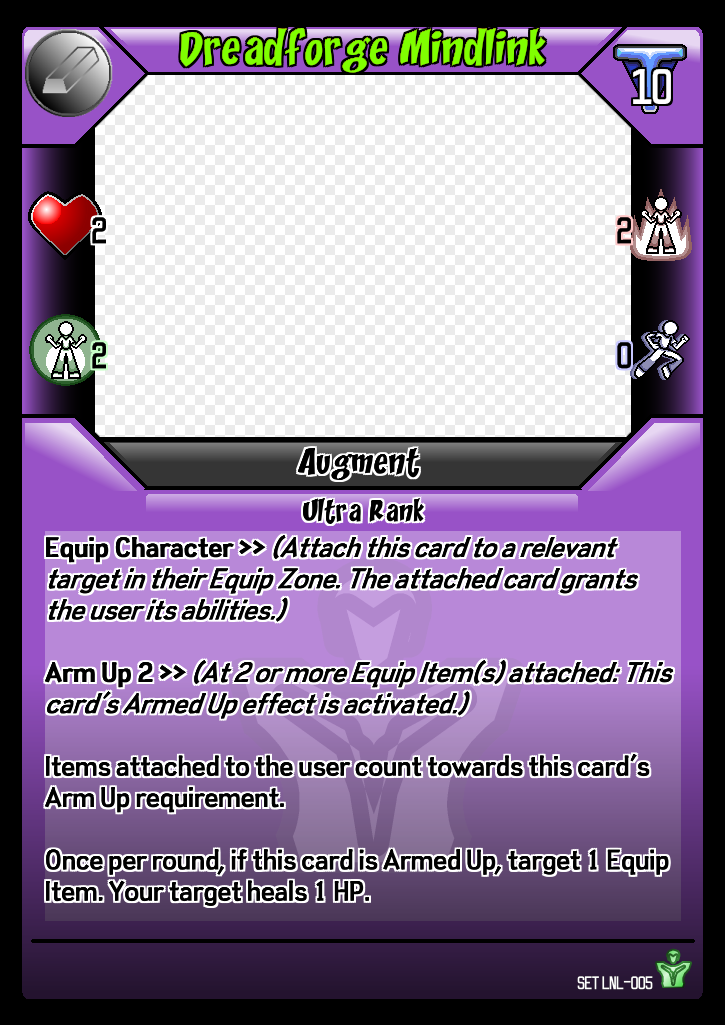 Dreadforge Mindlink
10
2
2
2
0
Augment
Ultra Rank
Equip Character >> (Attach this card to a relevant
target in their Equip Zone. The attached card grants
the user its abilities.)
Arm Up 2 >> (At 2 or more Equip Item(s) attached: This
card's Armed Up effect is activated.)
Items attached to the user count towards this card's
Arm Up requirement.
Once per round, if this card is Armed Up, target 1 Equip
Item. Your target heals 1 HP.
SET LNL-005